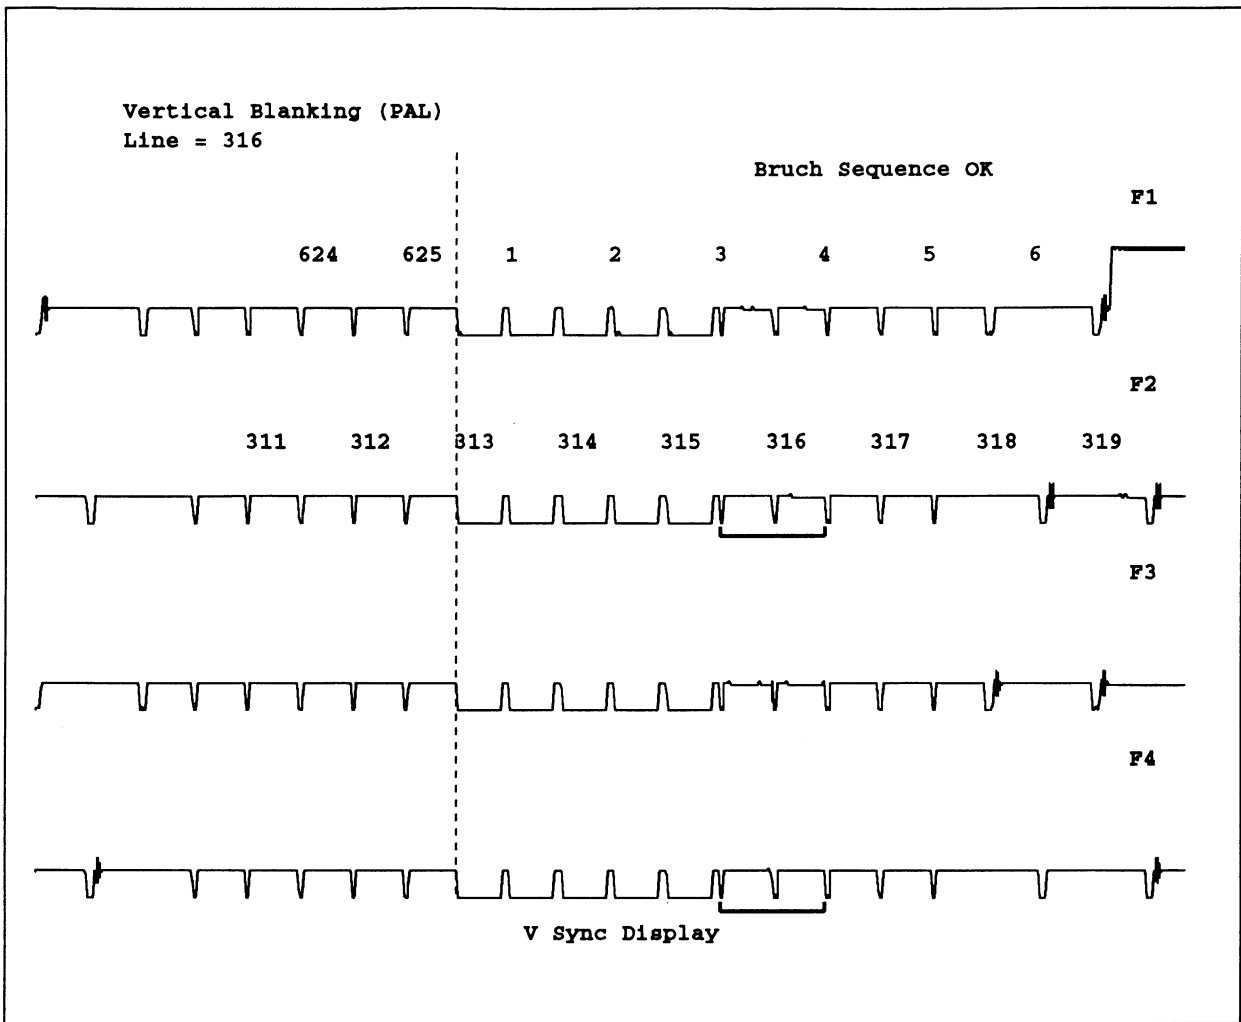 Vertical Blanking (PAL)
Line = 316
Bruch Sequence OK
F1
624 625 1 2 3 4 5 6
F2
311 312 313 314 315 316 317 318 319
F3
F4
V Sync Display